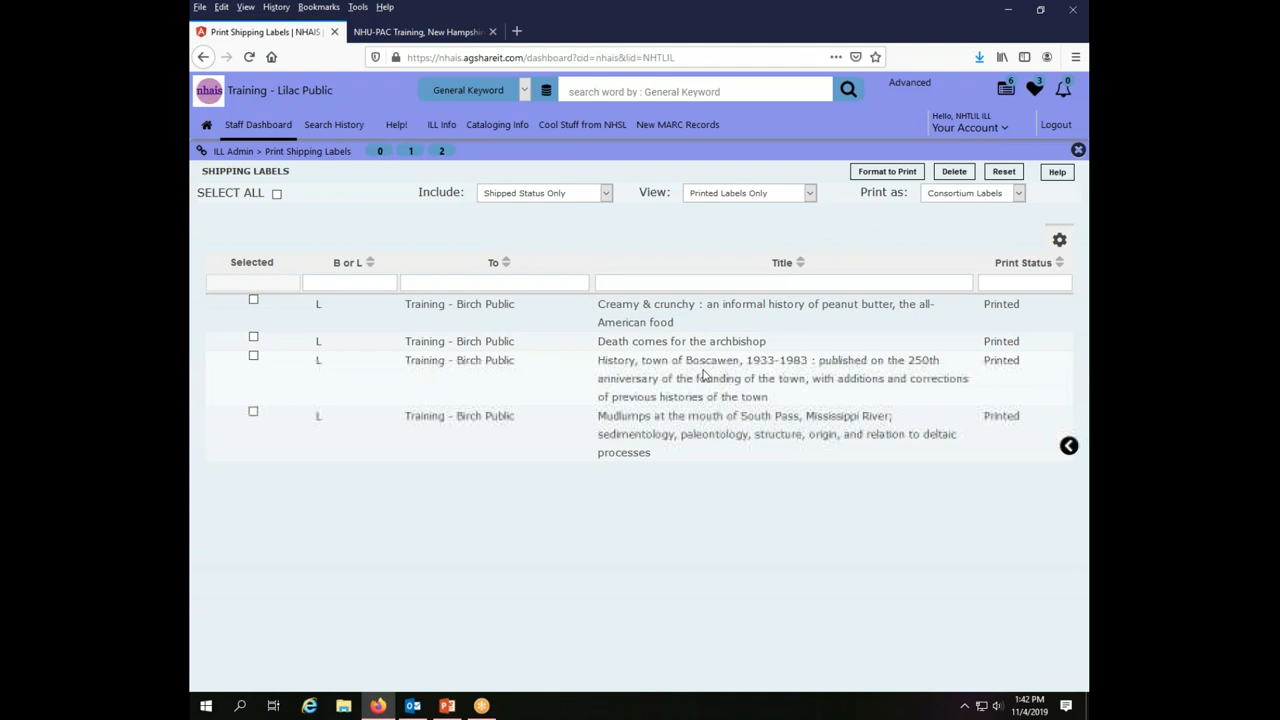 File Edit View History Bookmarks Tools Help
Print Shipping Labels | NHAIS
NHU-PAC Training, New Hampshire
https://nhais.agshareit.com/dashboard?cid=nhais&lid=NHTLIL
nhais Training - Lilac Public General Keyword search word by : General Keyword Advanced 6 3 0
Hello, NHTLIL ILL
Staff Dashboard Search History Help! ILL Info Cataloging Info Cool Stuff from NHSL New MARC Records Your Account Logout
ILL Admin > Print Shipping Labels 0 1 2
SHIPPING LABELS Format to Print Delete Reset Help
SELECT ALL Include: Shipped Status Only View: Printed Labels Only Print as: Consortium Labels
Selected B or L To Title Print Status
L Training - Birch Public Creamy & crunchy : an informal history of peanut butter, the all- Printed
American food
L Training - Birch Public Death comes for the archbishop Printed
L Training - Birch Public History, town of Boscawen, 1933-1983 : published on the 250th Printed
anniversary of the founding of the town, with additions and corrections
of previous histories of the town
L Training - Birch Public Mudlumps at the mouth of South Pass, Mississippi River; Printed
sedimentology, paleontology, structure, origin, and relation to deltaic
processes
1:42 PM
11/4/2019